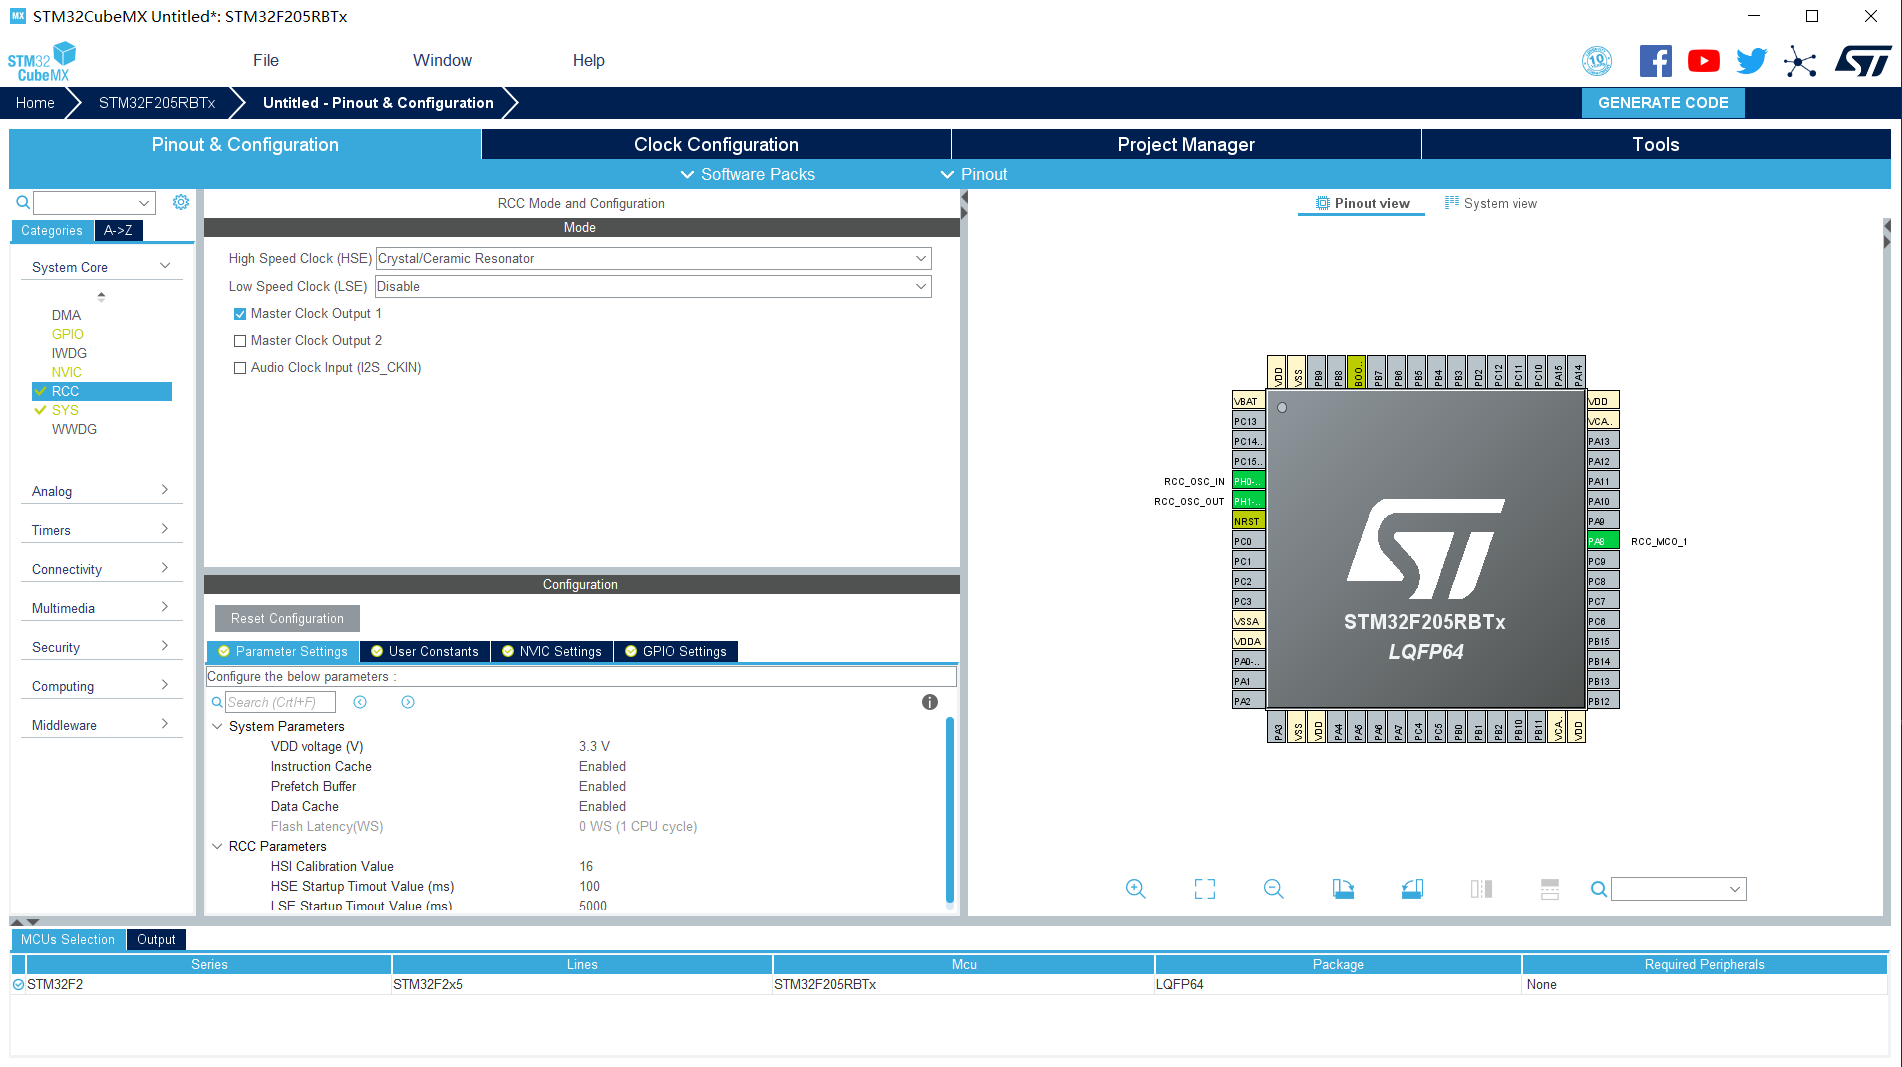 STM32CubeMX Untitled*: STM32F205RBTx
STM32 CubeMX
File Window Help
Home STM32F205RBTx Untitled - Pinout & Configuration GENERATE CODE
Pinout & Configuration Clock Configuration Project Manager Tools
Software Packs Pinout
RCC Mode and Configuration
Pinout view System view
Categories A->Z
Mode
System Core
High Speed Clock (HSE) Crystal/Ceramic Resonator
Low Speed Clock (LSE) Disable
Master Clock Output 1
Master Clock Output 2
Audio Clock Input (I2S_CKIN)
DMA
GPIO
IWDG
NVIC
RCC
SYS
WWDG
Analog
Timers
Connectivity
Multimedia
Security
Computing
Middleware
Configuration
Reset Configuration
Parameter Settings User Constants NVIC Settings GPIO Settings
Configure the below parameters :
Search (Crtl+F)
System Parameters
VDD voltage (V) 3.3 V
Instruction Cache Enabled
Prefetch Buffer Enabled
Data Cache Enabled
Flash Latency(WS) 0 WS (1 CPU cycle)
RCC Parameters
HSI Calibration Value 16
HSE Startup Timout Value (ms) 100
LSE Startup Timout Value (ms) 5000
VDD VSS PB9 PB8 BOO.. PB7 PB6 PB5 PB4 PB3 PD2 PC12 PC11 PC10 PA15 PA14
VBAT VDD
PC13 VCA..
PC14.. PA13
PC15.. PA12
RCC_OSC_IN PH0-.. PA11
RCC_OSC_OUT PH1-.. PA10
NRST PA9
PC0 PA8 RCC_MCO_1
PC1 PC9
PC2 PC8
PC3 PC7
VSSA PC6
VDDA PB15
PA0-.. PB14
PA1 PB13
PA2 PB12
STM32F205RBTx
LQFP64
PA3 VSS VDD PA4 PA5 PA6 PA7 PC4 PC5 PB0 PB1 PB2 PB10 PB11 VCA.. VDD
MCUs Selection Output
Series Lines Mcu Package Required Peripherals
STM32F2 STM32F2x5 STM32F205RBTx LQFP64 None